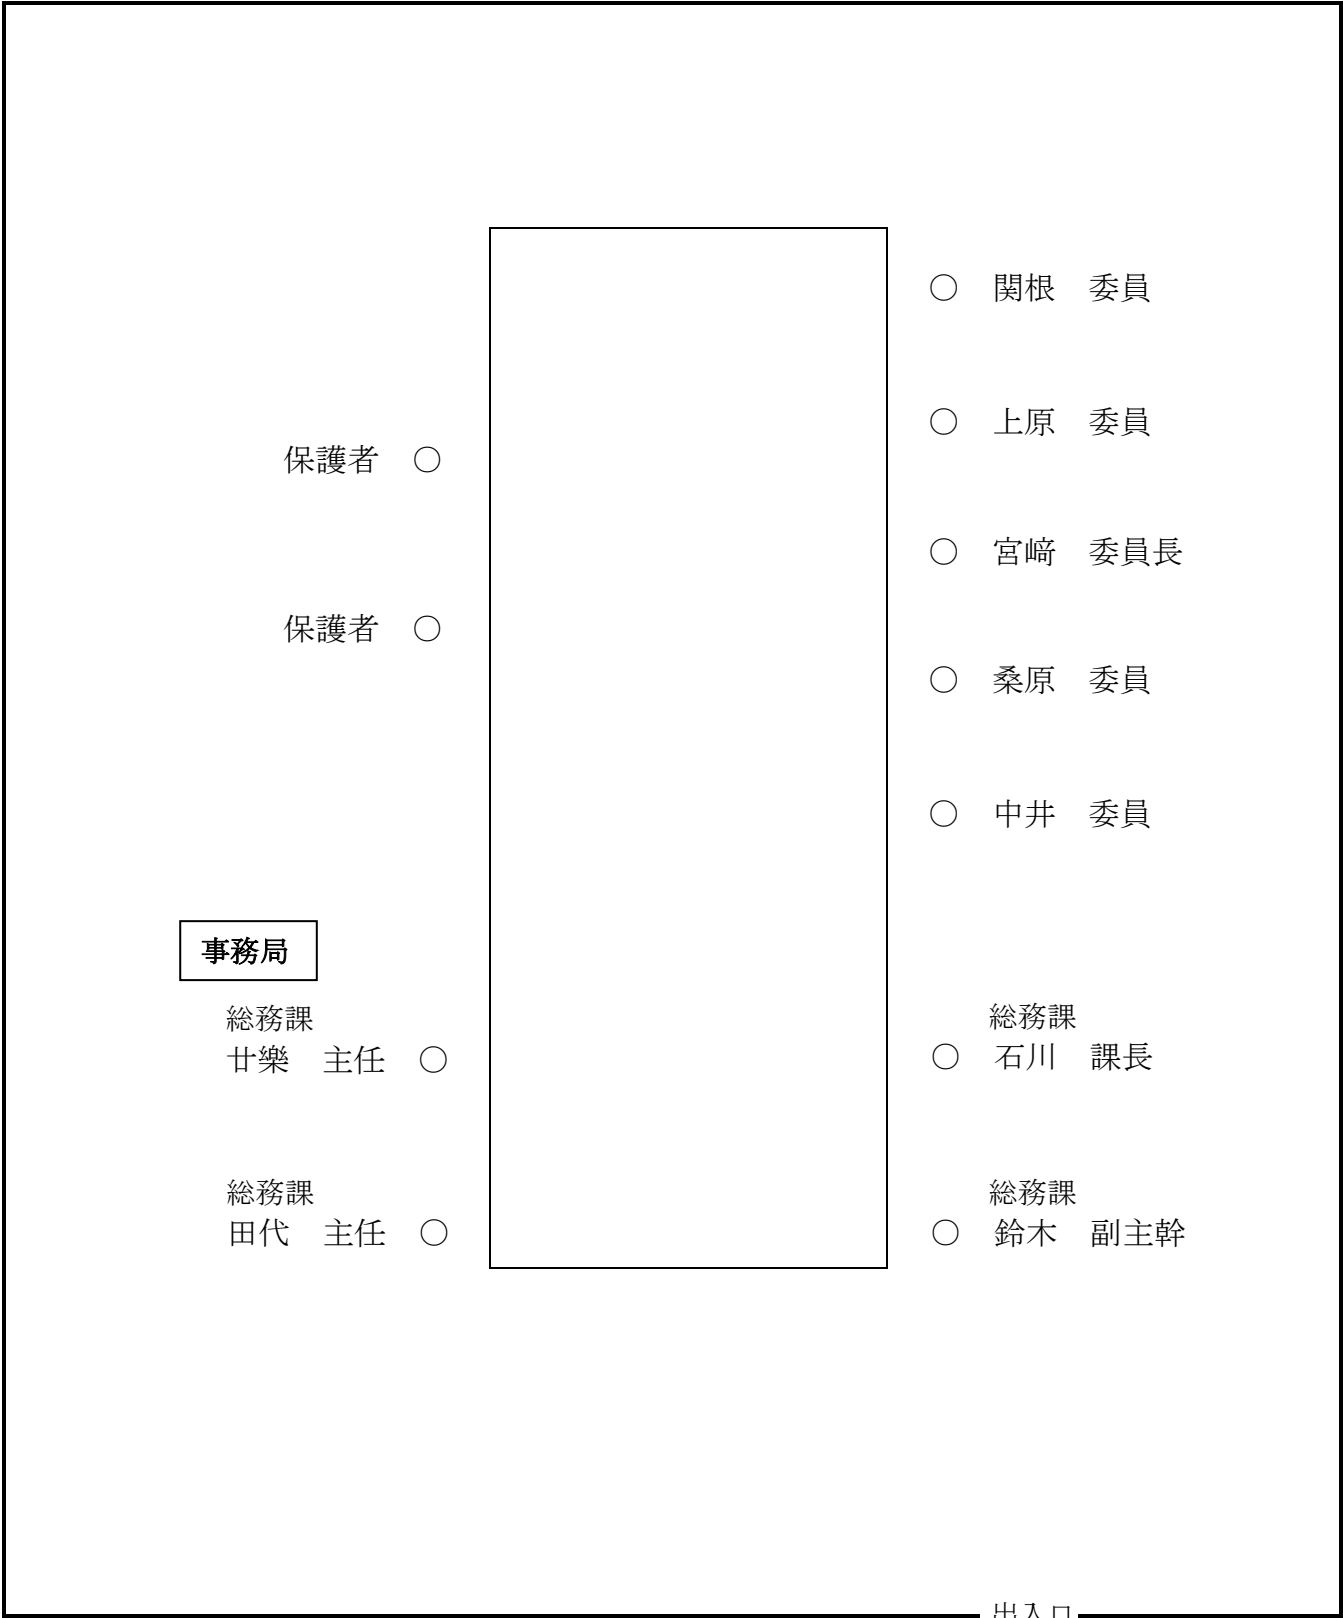 ○　関根　委員
○　上原　委員
保護者　○
○　宮﨑　委員長
保護者　○
○　桑原　委員
○　中井　委員
事務局
総務課
廿樂　主任　○
総務課
○　石川　課長
総務課
田代　主任　○
総務課
○　鈴木　副主幹
出入口